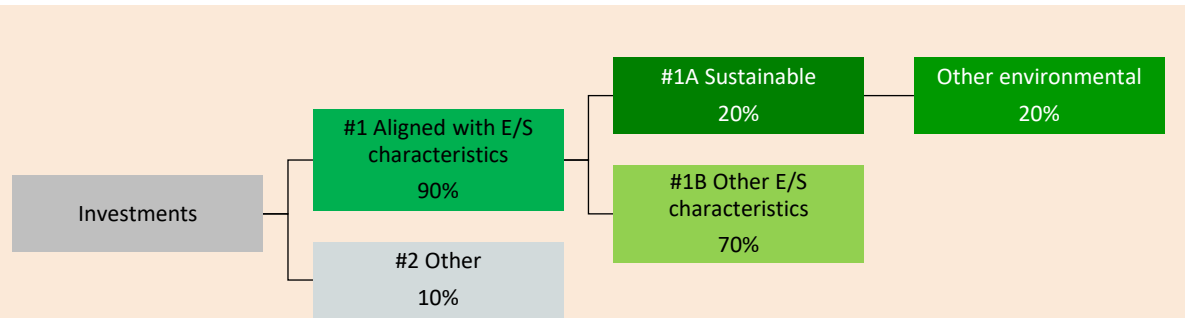 Investments
#1 Aligned with E/S
characteristics
90%
#2 Other
10%
#1A Sustainable
20%
#1B Other E/S
characteristics
70%
Other environmental
20%